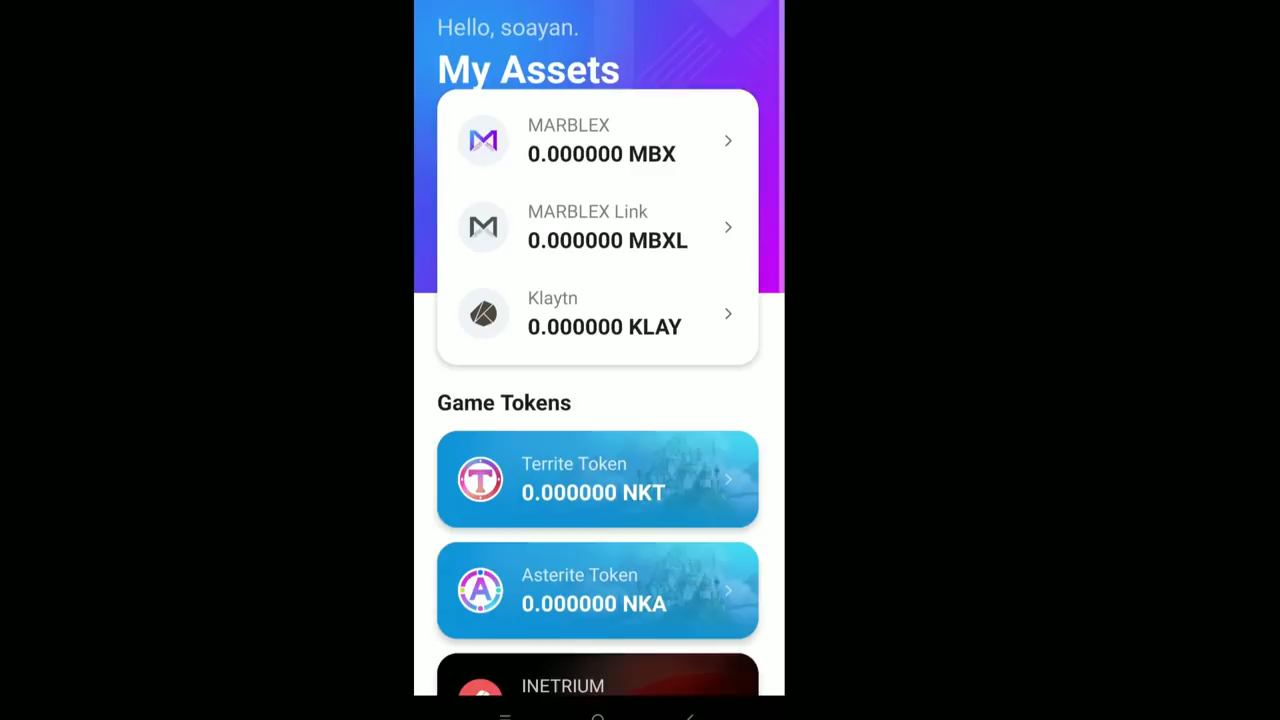 Hello, soayan.
My Assets
MARBLEX
0.000000 MBX
MARBLEX Link
0.000000 MBXL
Klaytn
0.000000 KLAY
Game Tokens
Territe Token
0.000000 NKT
Asterite Token
0.000000 NKA
INETRIUM